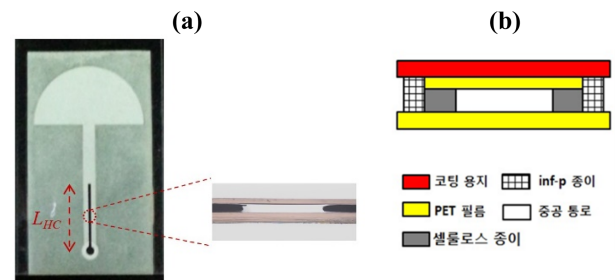 (a)
(b)
L_HC
코팅 용지
inf-p 종이
PET 필름
중공 통로
셀룰로스 종이